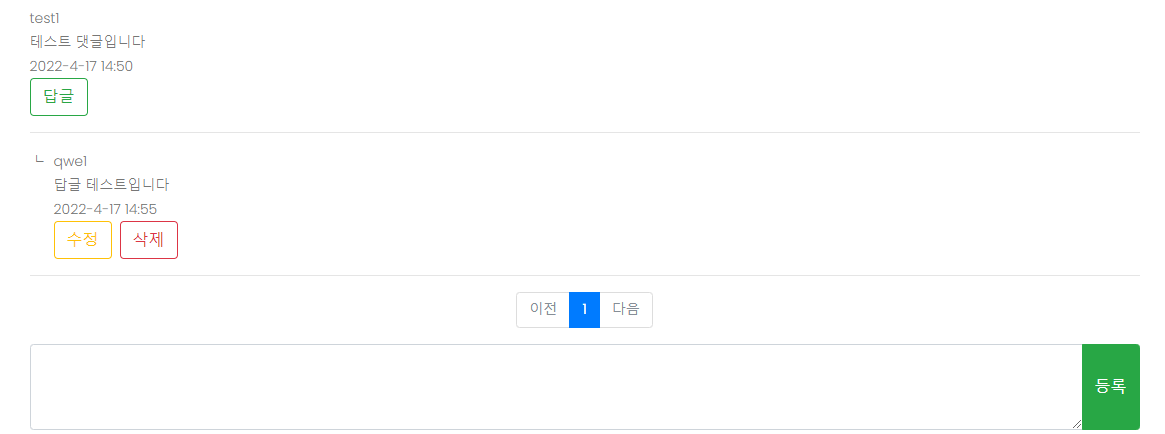 test1
테스트 댓글입니다
2022-4-17 14:50
답글
ㄴ qwe1
답글 테스트입니다
2022-4-17 14:55
수정 삭제
이전 1 다음
등록